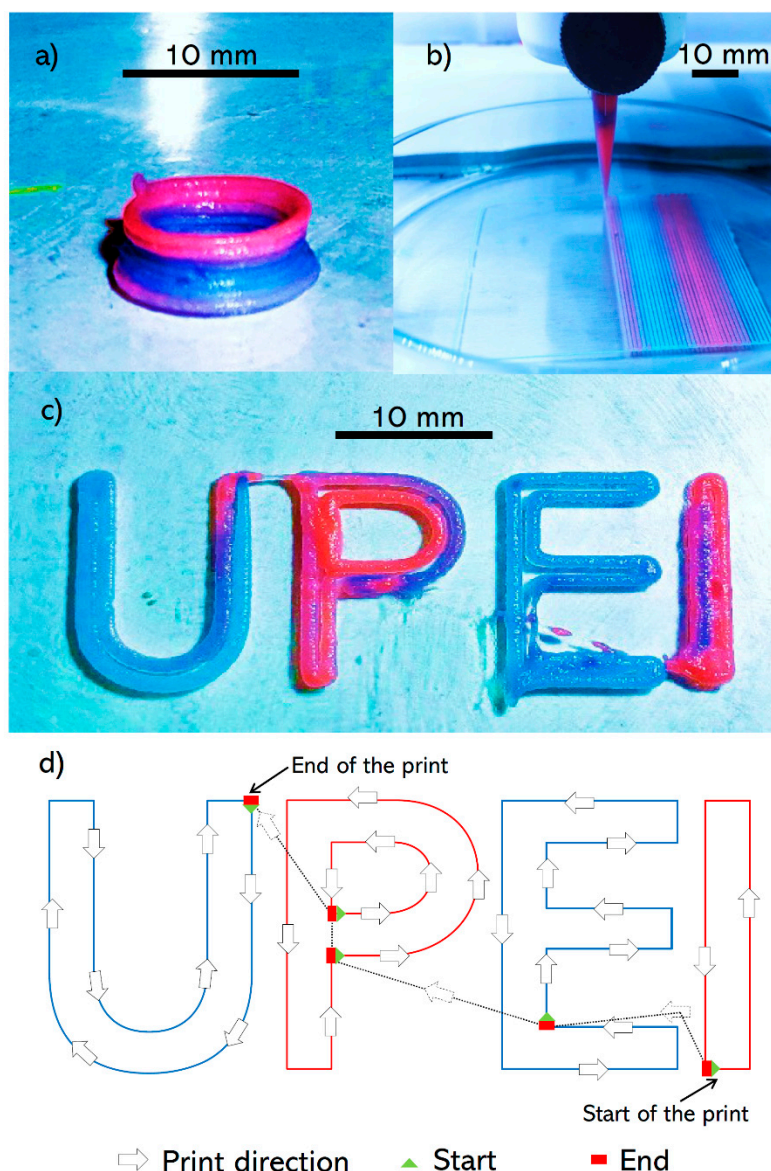 a)
10 mm
b)
10 mm
c)
10 mm
UPEI
d)
End of the print
Start of the print
Print direction
Start
End